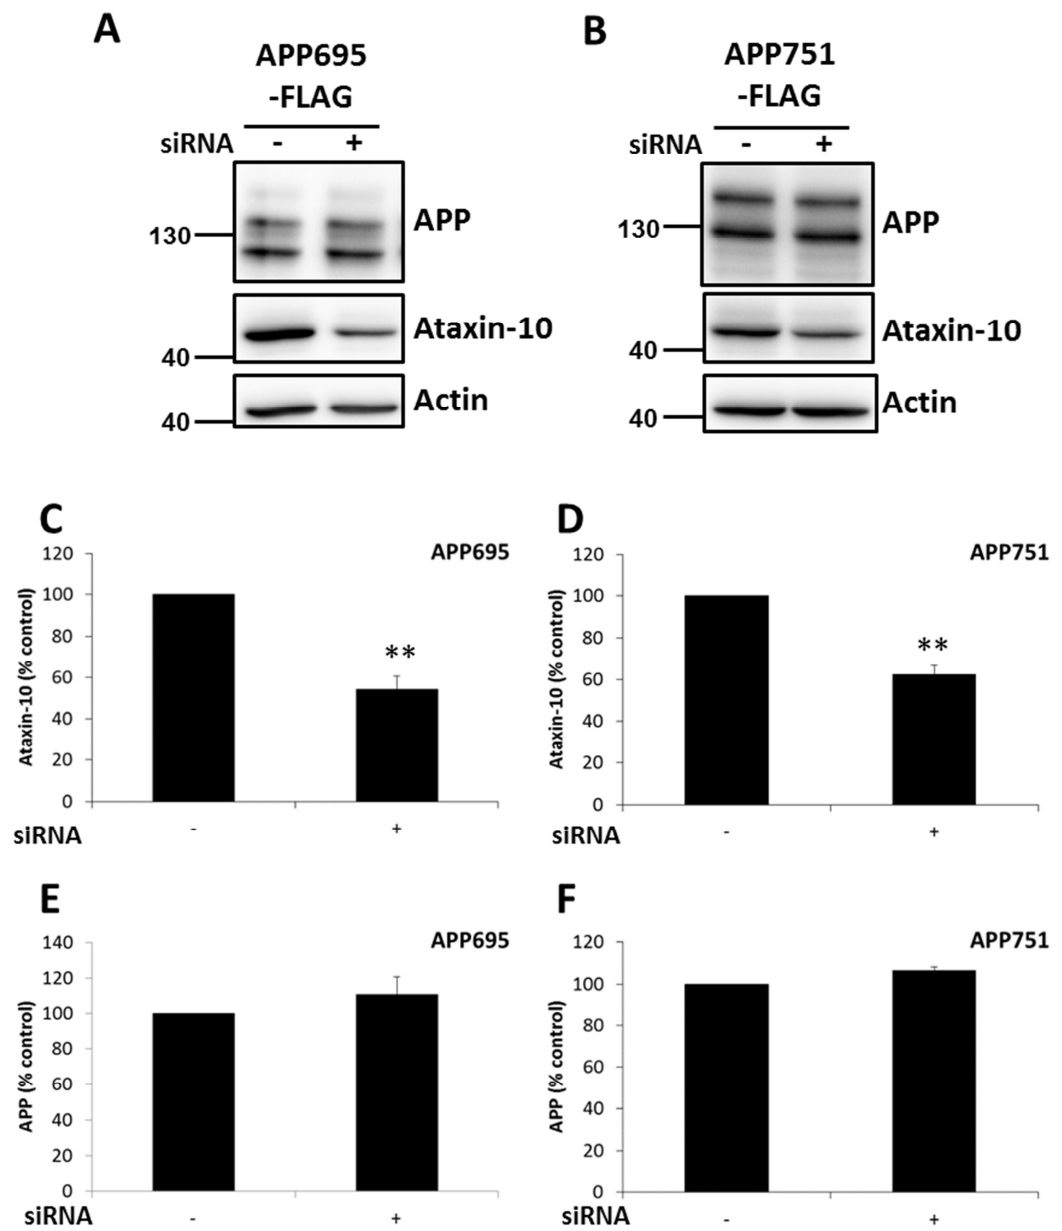 A
APP695
-FLAG
siRNA - +
130
APP
Ataxin-10
40
Actin
40
B
APP751
-FLAG
siRNA - +
130
APP
Ataxin-10
40
Actin
40
C
APP695
Ataxin-10 (% control)
120
100
80
60
40
20
0
**
siRNA - +
D
APP751
Ataxin-10 (% control)
120
100
80
60
40
20
0
**
siRNA - +
E
APP695
APP (% control)
140
120
100
80
60
40
20
0
siRNA - +
F
APP751
APP (% control)
120
100
80
60
40
20
0
siRNA - +